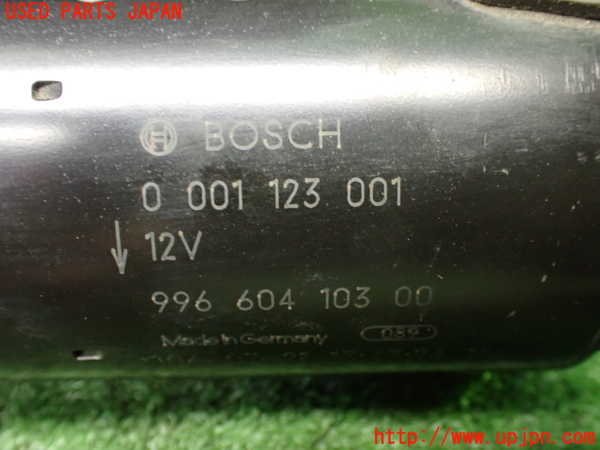 USED PARTS JAPAN
BOSCH
0 001 123 001
12V
996 604 103 00
Made in Germany
089
http://www.upjpn.com/